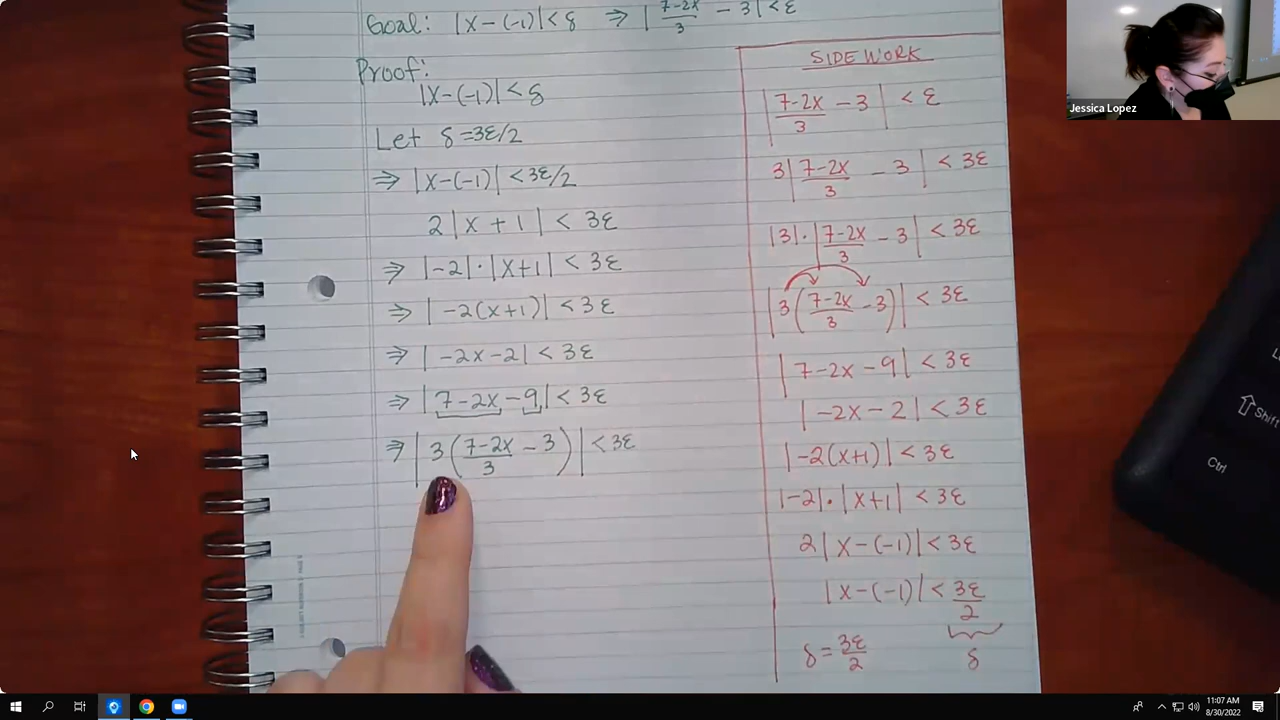 Goal: |x-(-1)|<δ ⇒ |7-2x/3 - 3|<ε
Proof:
|x-(-1)|<δ
Let δ=3ε/2
⇒ |x-(-1)|<3ε/2
2|x+1|<3ε
⇒ |-2|·|x+1|<3ε
⇒ |-2(x+1)|<3ε
⇒ |-2x-2|<3ε
⇒ |7-2x-9|<3ε
⇒ |3(7-2x/3 - 3)|<3ε
SIDE WORK
|7-2x/3 - 3|<ε
3|7-2x/3 - 3|<3ε
|3|·|7-2x/3 - 3|<3ε
|3(7-2x/3 - 3)|<3ε
|7-2x-9|<3ε
|-2x-2|<3ε
|-2(x+1)|<3ε
|-2|·|x+1|<3ε
2|x-(-1)|<3ε
|x-(-1)|<3ε/2
δ=3ε/2 δ
Jessica Lopez
Shift
Ctrl
11:07 AM
8/30/2022